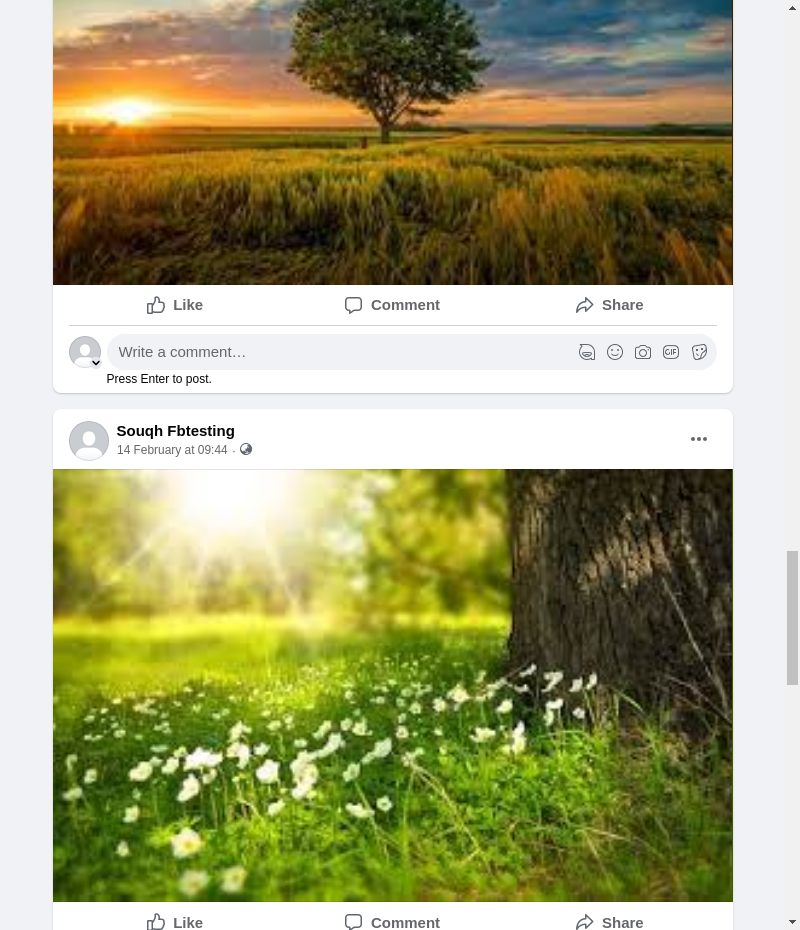 Like Comment Share
Write a comment… GIF
Press Enter to post.
Souqh Fbtesting
14 February at 09:44 ·
Like Comment Share